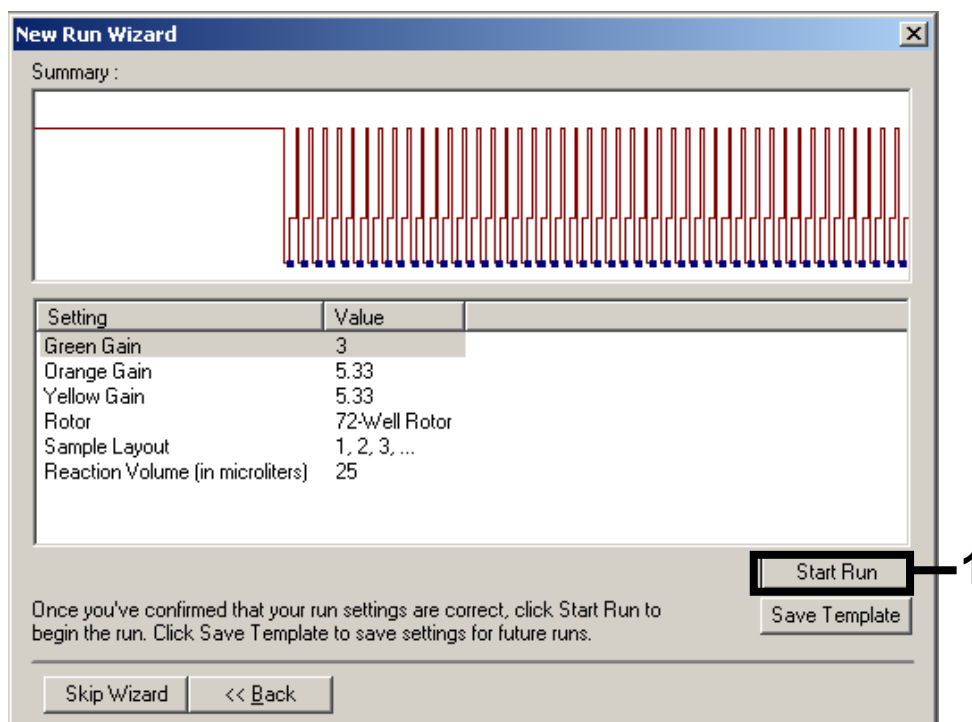 New Run Wizard
Summary :
Setting Value
Green Gain 3
Orange Gain 5.33
Yellow Gain 5.33
Rotor 72-Well Rotor
Sample Layout 1, 2, 3, ...
Reaction Volume (in microliters) 25
Start Run
1
Once you've confirmed that your run settings are correct, click Start Run to
begin the run. Click Save Template to save settings for future runs.
Save Template
Skip Wizard << Back